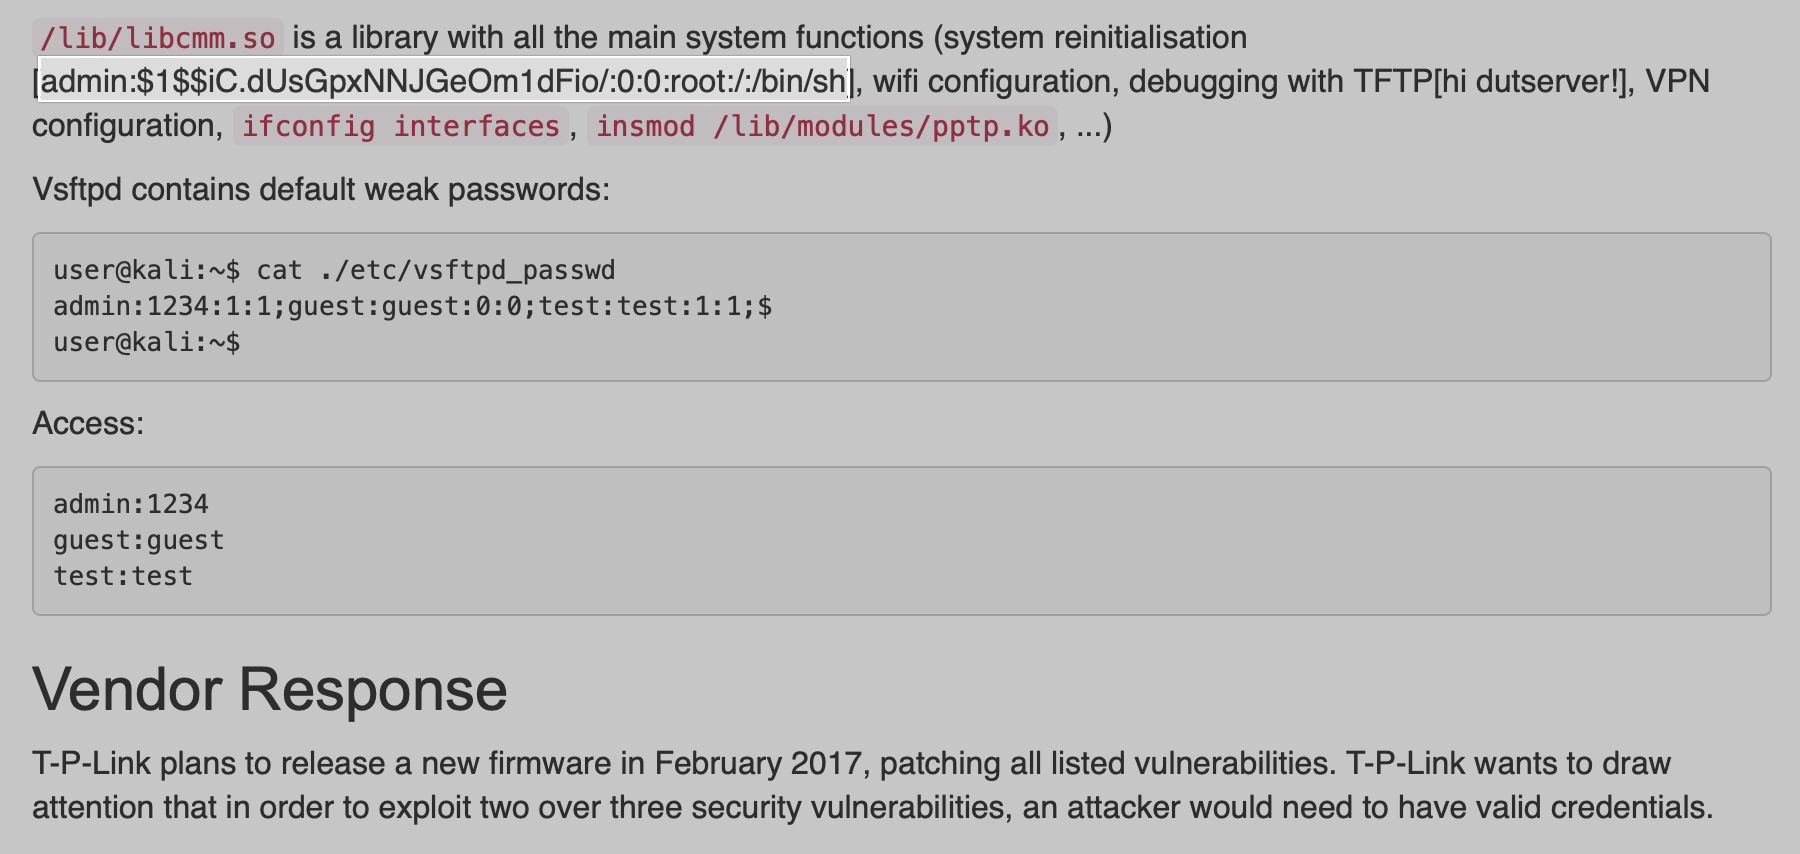 /lib/libcmm.so is a library with all the main system functions (system reinitialisation
[admin:$1$$iC.dUsGpxNNJGeOm1dFio/:0:0:root:/:/bin/sh], wifi configuration, debugging with TFTP[hi dutserver!], VPN
configuration, ifconfig interfaces, insmod /lib/modules/pptp.ko, ...)
Vsftpd contains default weak passwords:
user@kali:~$ cat ./etc/vsftpd_passwd
admin:1234:1:1;guest:guest:0:0;test:test:1:1;$
user@kali:~$
Access:
admin:1234
guest:guest
test:test
Vendor Response
T-P-Link plans to release a new firmware in February 2017, patching all listed vulnerabilities. T-P-Link wants to draw
attention that in order to exploit two over three security vulnerabilities, an attacker would need to have valid credentials.